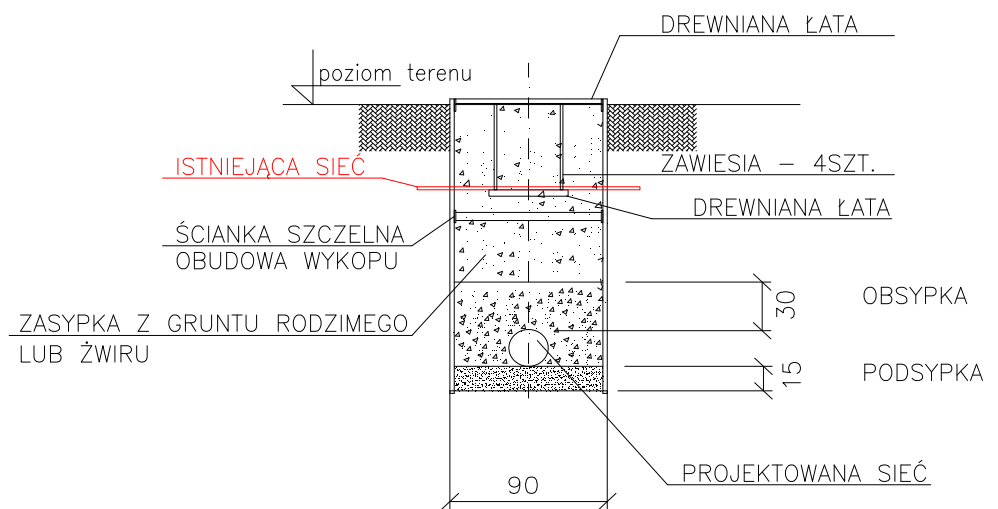 DREWNIANA ŁATA
poziom terenu
ISTNIEJĄCA SIEĆ
ZAWIESIA – 4SZT.
DREWNIANA ŁATA
ŚCIANKA SZCZELNA
OBUDOWA WYKOPU
30
OBSYPKA
ZASYPKA Z GRUNTU RODZIMEGO
LUB ŻWIRU
15
PODSYPKA
PROJEKTOWANA SIEĆ
90